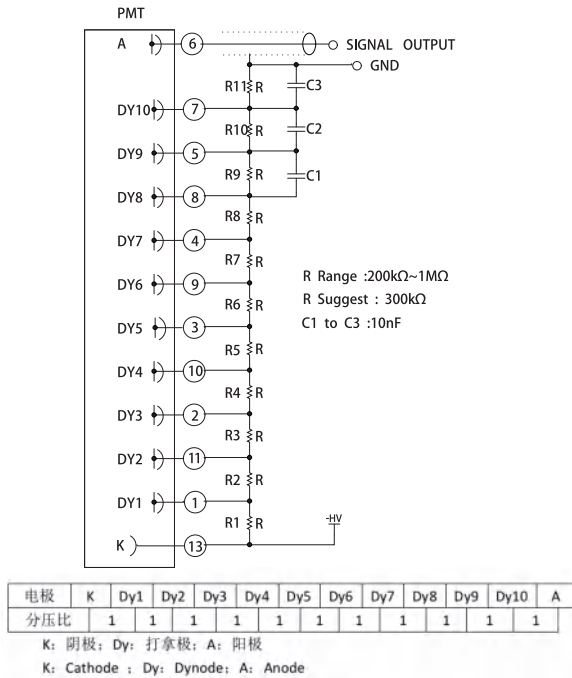 PMT
A 6 SIGNAL OUTPUT
GND
R11 R C3
DY10 7
R10 R C2
DY9 5
R9 R C1
DY8 8
R8 R
DY7 4
R7 R
DY6 9
R6 R
DY5 3
R5 R
DY4 10
R4 R
DY3 2
R3 R
DY2 11
R2 R
DY1 1
R1 R -HV
K 13
R Range :200kΩ~1MΩ
R Suggest : 300kΩ
C1 to C3 :10nF
电极 K Dy1 Dy2 Dy3 Dy4 Dy5 Dy6 Dy7 Dy8 Dy9 Dy10 A
分压比 1 1 1 1 1 1 1 1 1 1 1
K: 阴极; Dy: 打拿极; A: 阳极
K: Cathode ; Dy: Dynode; A: Anode